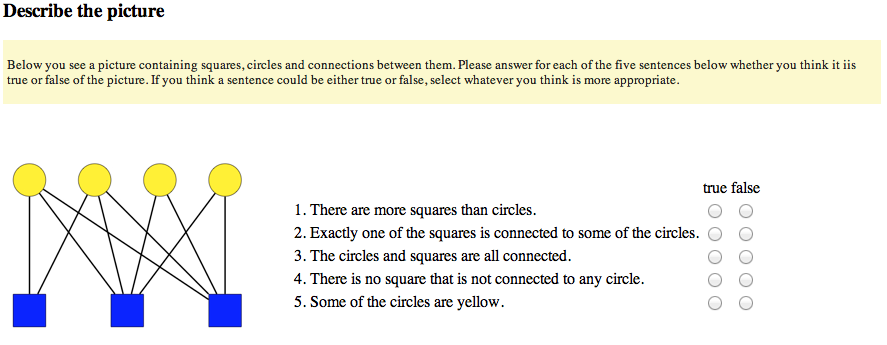 Describe the picture
Below you see a picture containing squares, circles and connections between them. Please answer for each of the five sentences below whether you think it iis
true or false of the picture. If you think a sentence could be either true or false, select whatever you think is more appropriate.
true false
1. There are more squares than circles.
2. Exactly one of the squares is connected to some of the circles.
3. The circles and squares are all connected.
4. There is no square that is not connected to any circle.
5. Some of the circles are yellow.